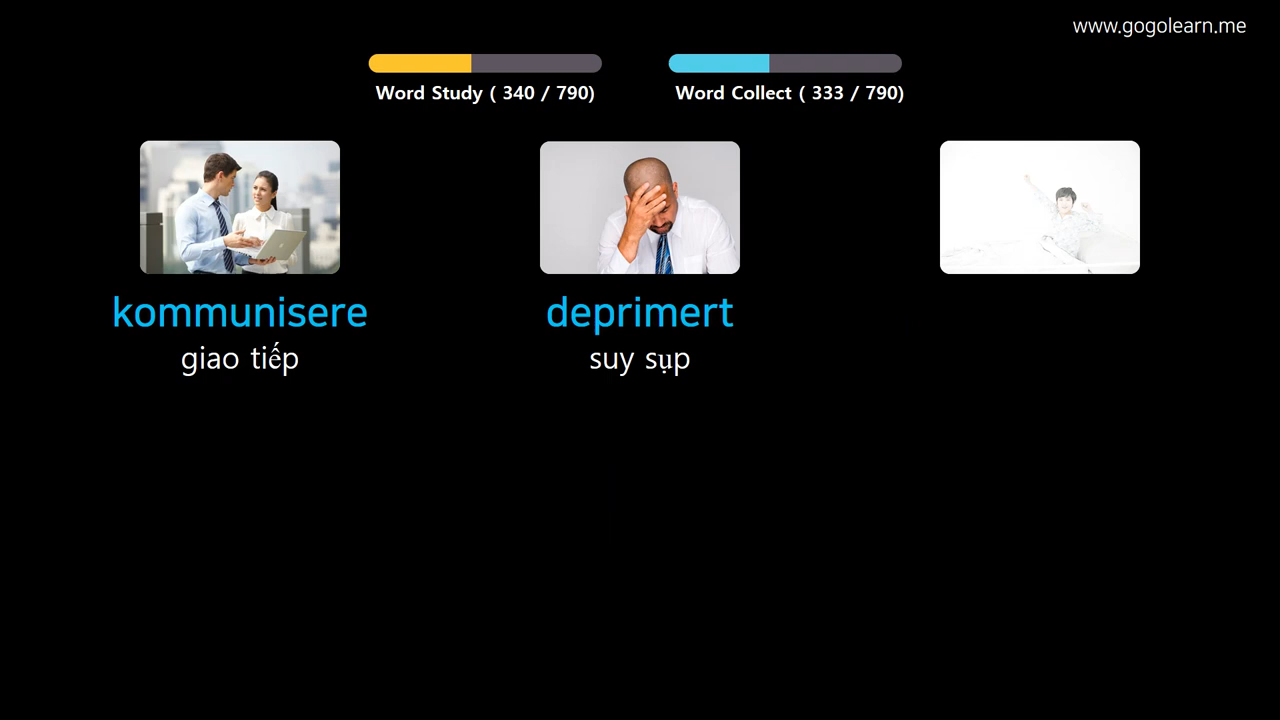 www.gogolearn.me
Word Study ( 340 / 790)
Word Collect ( 333 / 790)
kommunisere
deprimert
giao tiếp
suy sụp